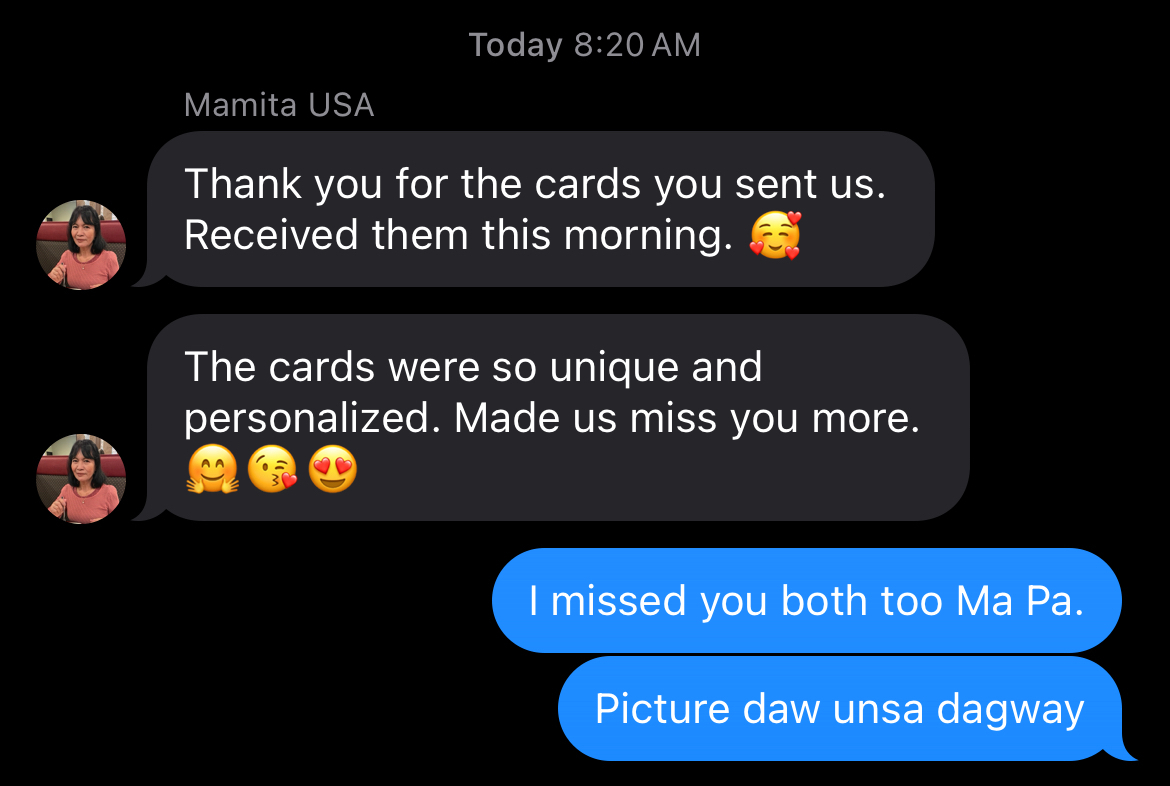 Today 8:20 AM
Mamita USA
Thank you for the cards you sent us.
Received them this morning. 🥰
The cards were so unique and
personalized. Made us miss you more.
🤗😘😍
I missed you both too Ma Pa.
Picture daw unsa dagway